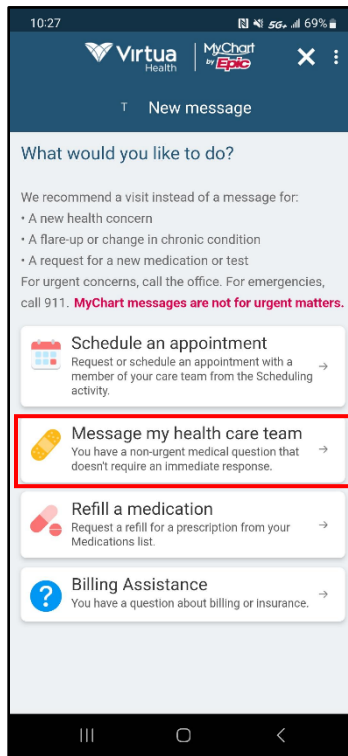 10:27 5G+ 69%
Virtua Health MyChart by Epic
T New message
What would you like to do?
We recommend a visit instead of a message for:
• A new health concern
• A flare-up or change in chronic condition
• A request for a new medication or test
For urgent concerns, call the office. For emergencies,
call 911. MyChart messages are not for urgent matters.
Schedule an appointment
Request or schedule an appointment with a
member of your care team from the Scheduling
activity.
Message my health care team
You have a non-urgent medical question that
doesn't require an immediate response.
Refill a medication
Request a refill for a prescription from your
Medications list.
Billing Assistance
You have a question about billing or insurance.